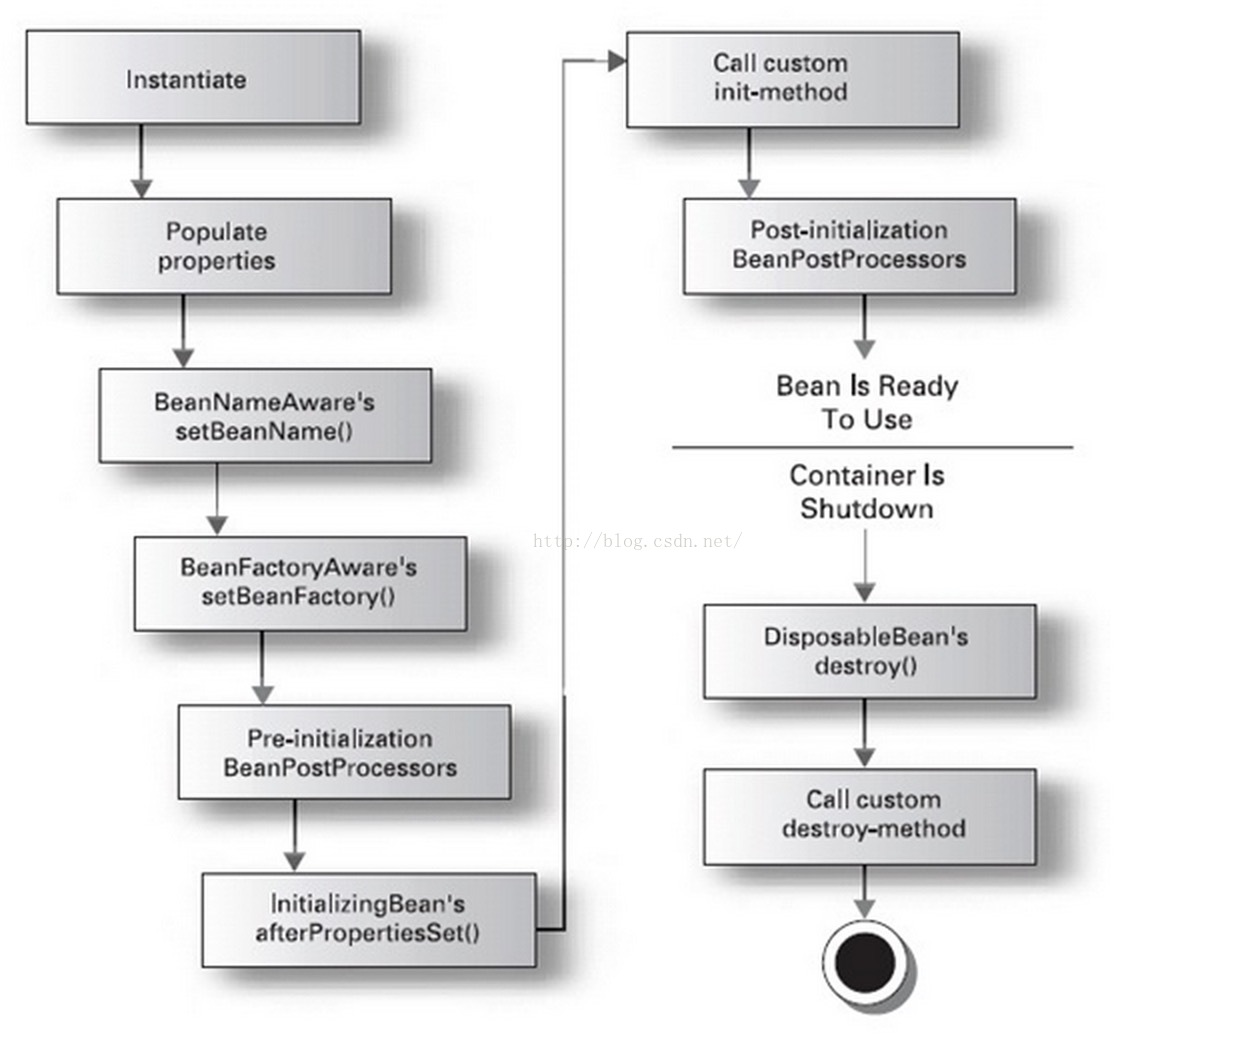 Instantiate
Populate
properties
BeanNameAware's
setBeanName()
BeanFactoryAware's
setBeanFactory()
Pre-initialization
BeanPostProcessors
InitializingBean's
afterPropertiesSet()
Call custom
init-method
Post-initialization
BeanPostProcessors
Bean Is Ready
To Use
Container Is
Shutdown
DisposableBean's
destroy()
Call custom
destroy-method
http://blog.csdn.net/